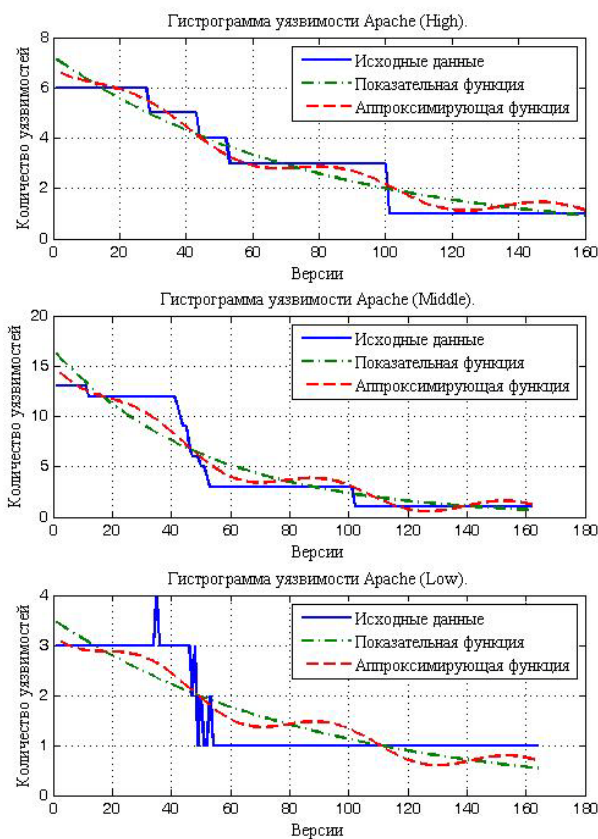 Гистрограмма уязвимости Apache (High).
Количество уязвимостей
8
6
4
2
0
Исходные данные
Показательная функция
Аппроксимирующая функция
0 20 40 60 80 100 120 140 160
Версии
Гистрограмма уязвимости Apache (Middle).
Количество уязвимостей
20
15
10
5
0
Исходные данные
Показательная функция
Аппроксимирующая функция
0 20 40 60 80 100 120 140 160 180
Версии
Гистрограмма уязвимости Apache (Low).
Количество уязвимостей
4
3
2
1
0
Исходные данные
Показательная функция
Аппроксимирующая функция
0 20 40 60 80 100 120 140 160 180
Версии